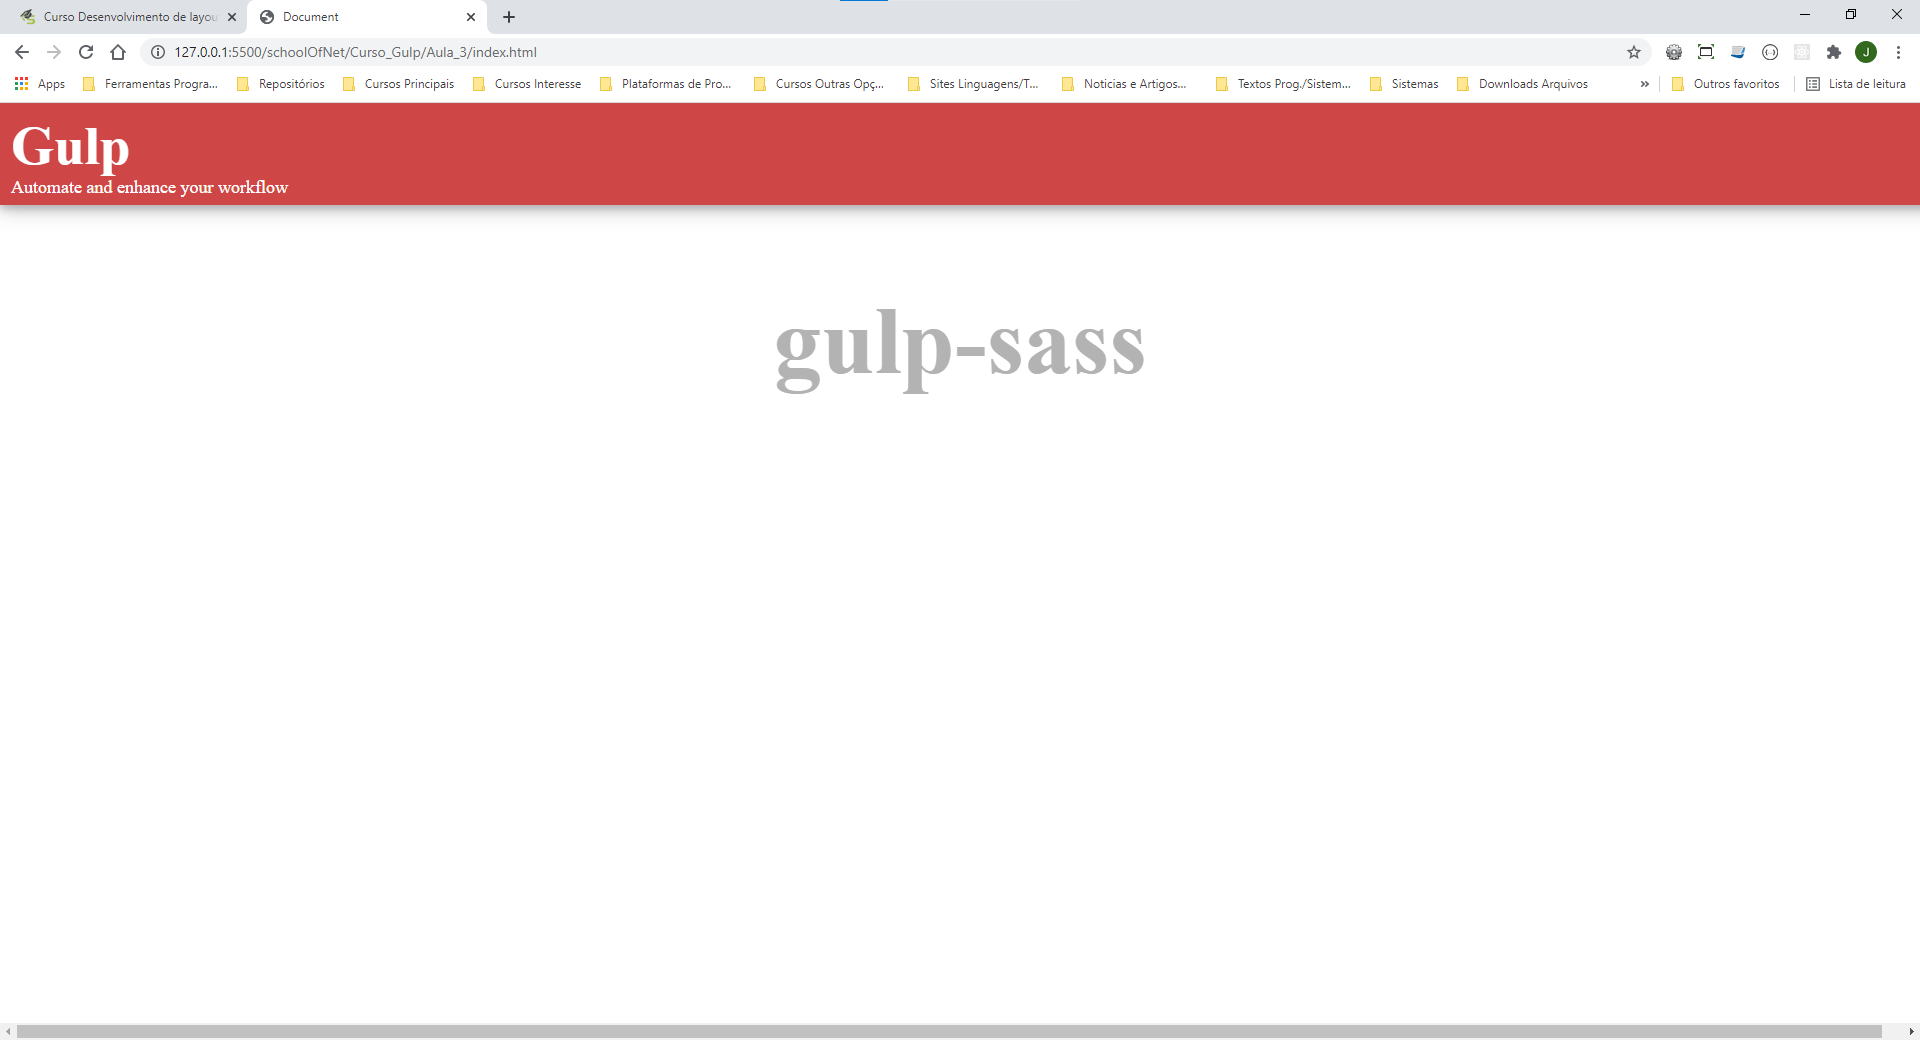 Curso Desenvolvimento de layou
Document
127.0.0.1:5500/schoolOfNet/Curso_Gulp/Aula_3/index.html
J
Apps Ferramentas Progra... Repositórios Cursos Principais Cursos Interesse Plataformas de Pro... Cursos Outras Opç... Sites Linguagens/T... Noticias e Artigos... Textos Prog./Sistem... Sistemas Downloads Arquivos » Outros favoritos Lista de leitura
Gulp
Automate and enhance your workflow
gulp-sass